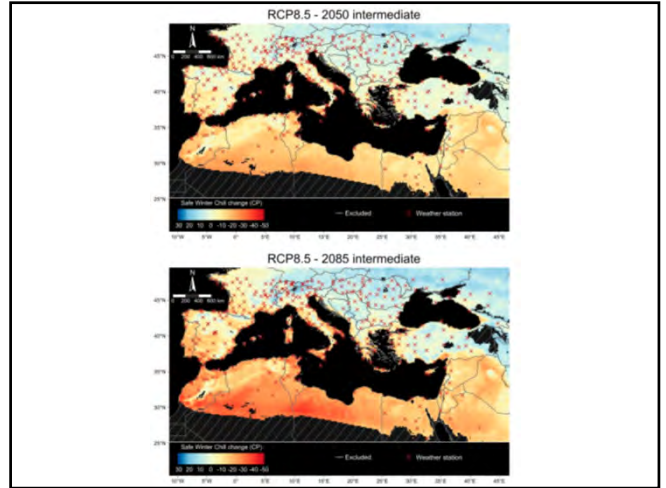 RCP8.5 - 2050 intermediate
45°N
N
0 200 400 600 km
40°N
35°N
30°N
Safe Winter Chill change (CP)
Excluded
Weather station
25°N
30 20 10 0 -10 -20 -30 -40 -50
10°W 5°W 0° 5°E 10°E 15°E 20°E 25°E 30°E 35°E 40°E 45°E
RCP8.5 - 2085 intermediate
45°N
N
0 200 400 600 km
40°N
35°N
30°N
Safe Winter Chill change (CP)
Excluded
Weather station
25°N
30 20 10 0 -10 -20 -30 -40 -50
10°W 5°W 0° 5°E 10°E 15°E 20°E 25°E 30°E 35°E 40°E 45°E